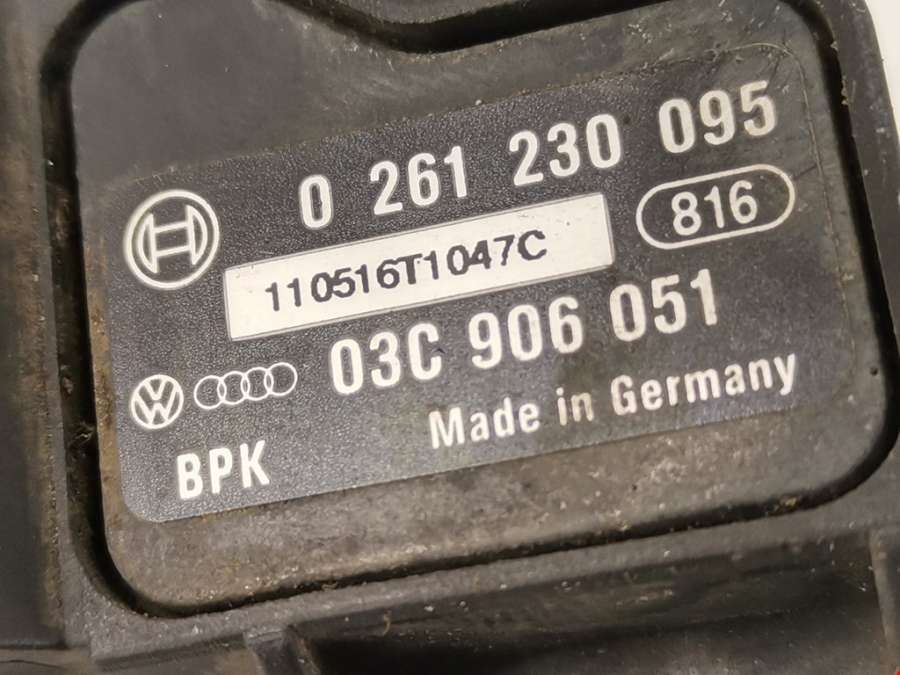 0 261 230 095
816
110516T1047C
03C 906 051
Made in Germany
BPK